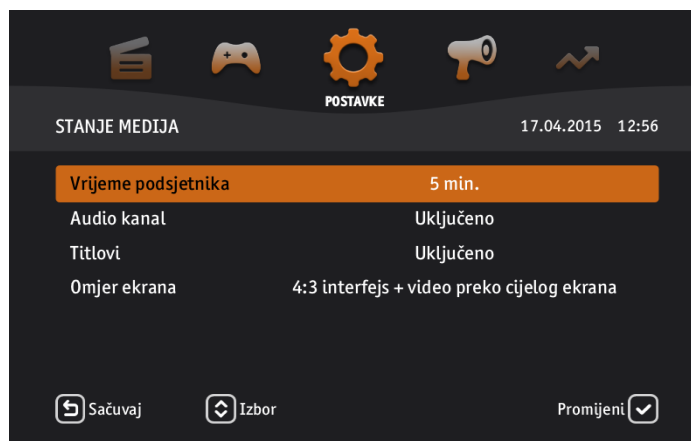 POSTAVKE
STANJE MEDIJA 17.04.2015 12:56
Vrijeme podsjetnika 5 min.
Audio kanal Uključeno
Titlovi Uključeno
Omjer ekrana 4:3 interfejs + video preko cijelog ekrana
Sačuvaj Izbor Promijeni